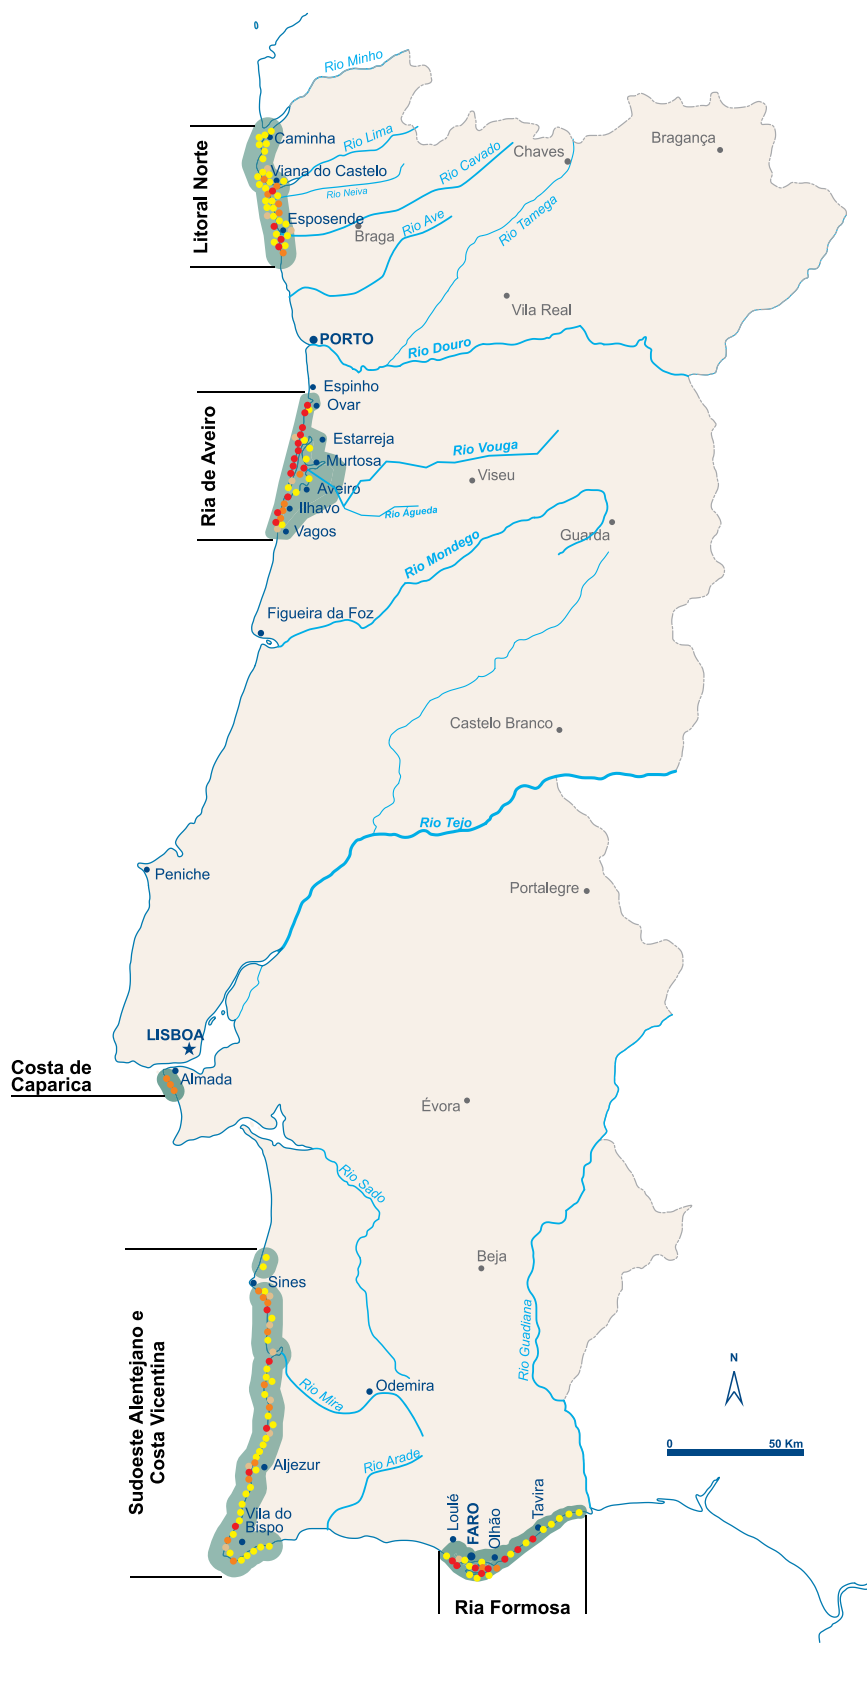 Rio Minho
Caminha
Rio Lima
Bragança
Chaves
Rio Cavado
Viana do Castelo
Rio Neiva
Litoral Norte
Esposende
Braga
Rio Ave
Rio Tamega
Vila Real
PORTO
Rio Douro
Espinho
Ovar
Estarreja
Rio Vouga
Murtosa
Viseu
Ria de Aveiro
Aveiro
Ilhavo
Rio Agueda
Vagos
Guarda
Rio Mondego
Figueira da Foz
Castelo Branco
Rio Tejo
Peniche
Portalegre
LISBOA
Costa de
Caparica
Almada
Évora
Rio Sado
Beja
Sines
Rio Guadiana
N
Sudoeste Alentejano e
Costa Vicentina
Rio Mira
Odemira
0
50 Km
Rio Arade
Aljezur
Vila do
Bispo
Loulé
FARO
Olhão
Tavira
Ria Formosa